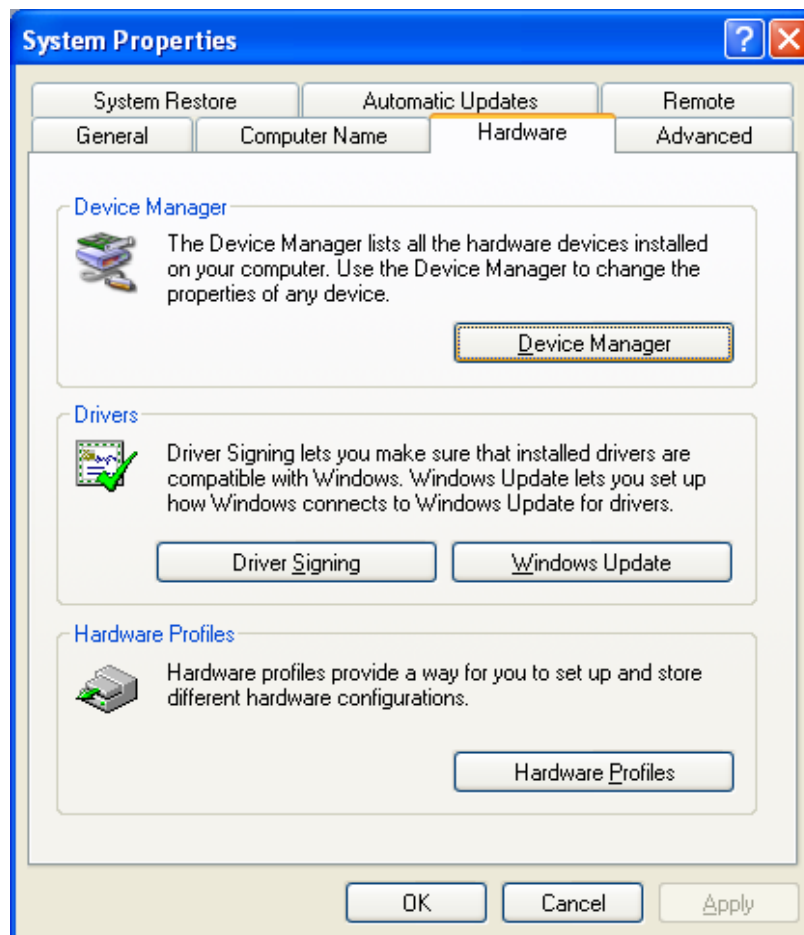 System Properties
System Restore Automatic Updates Remote
General Computer Name Hardware Advanced
Device Manager
The Device Manager lists all the hardware devices installed
on your computer. Use the Device Manager to change the
properties of any device.
Device Manager
Drivers
Driver Signing lets you make sure that installed drivers are
compatible with Windows. Windows Update lets you set up
how Windows connects to Windows Update for drivers.
Driver Signing Windows Update
Hardware Profiles
Hardware profiles provide a way for you to set up and store
different hardware configurations.
Hardware Profiles
OK Cancel Apply